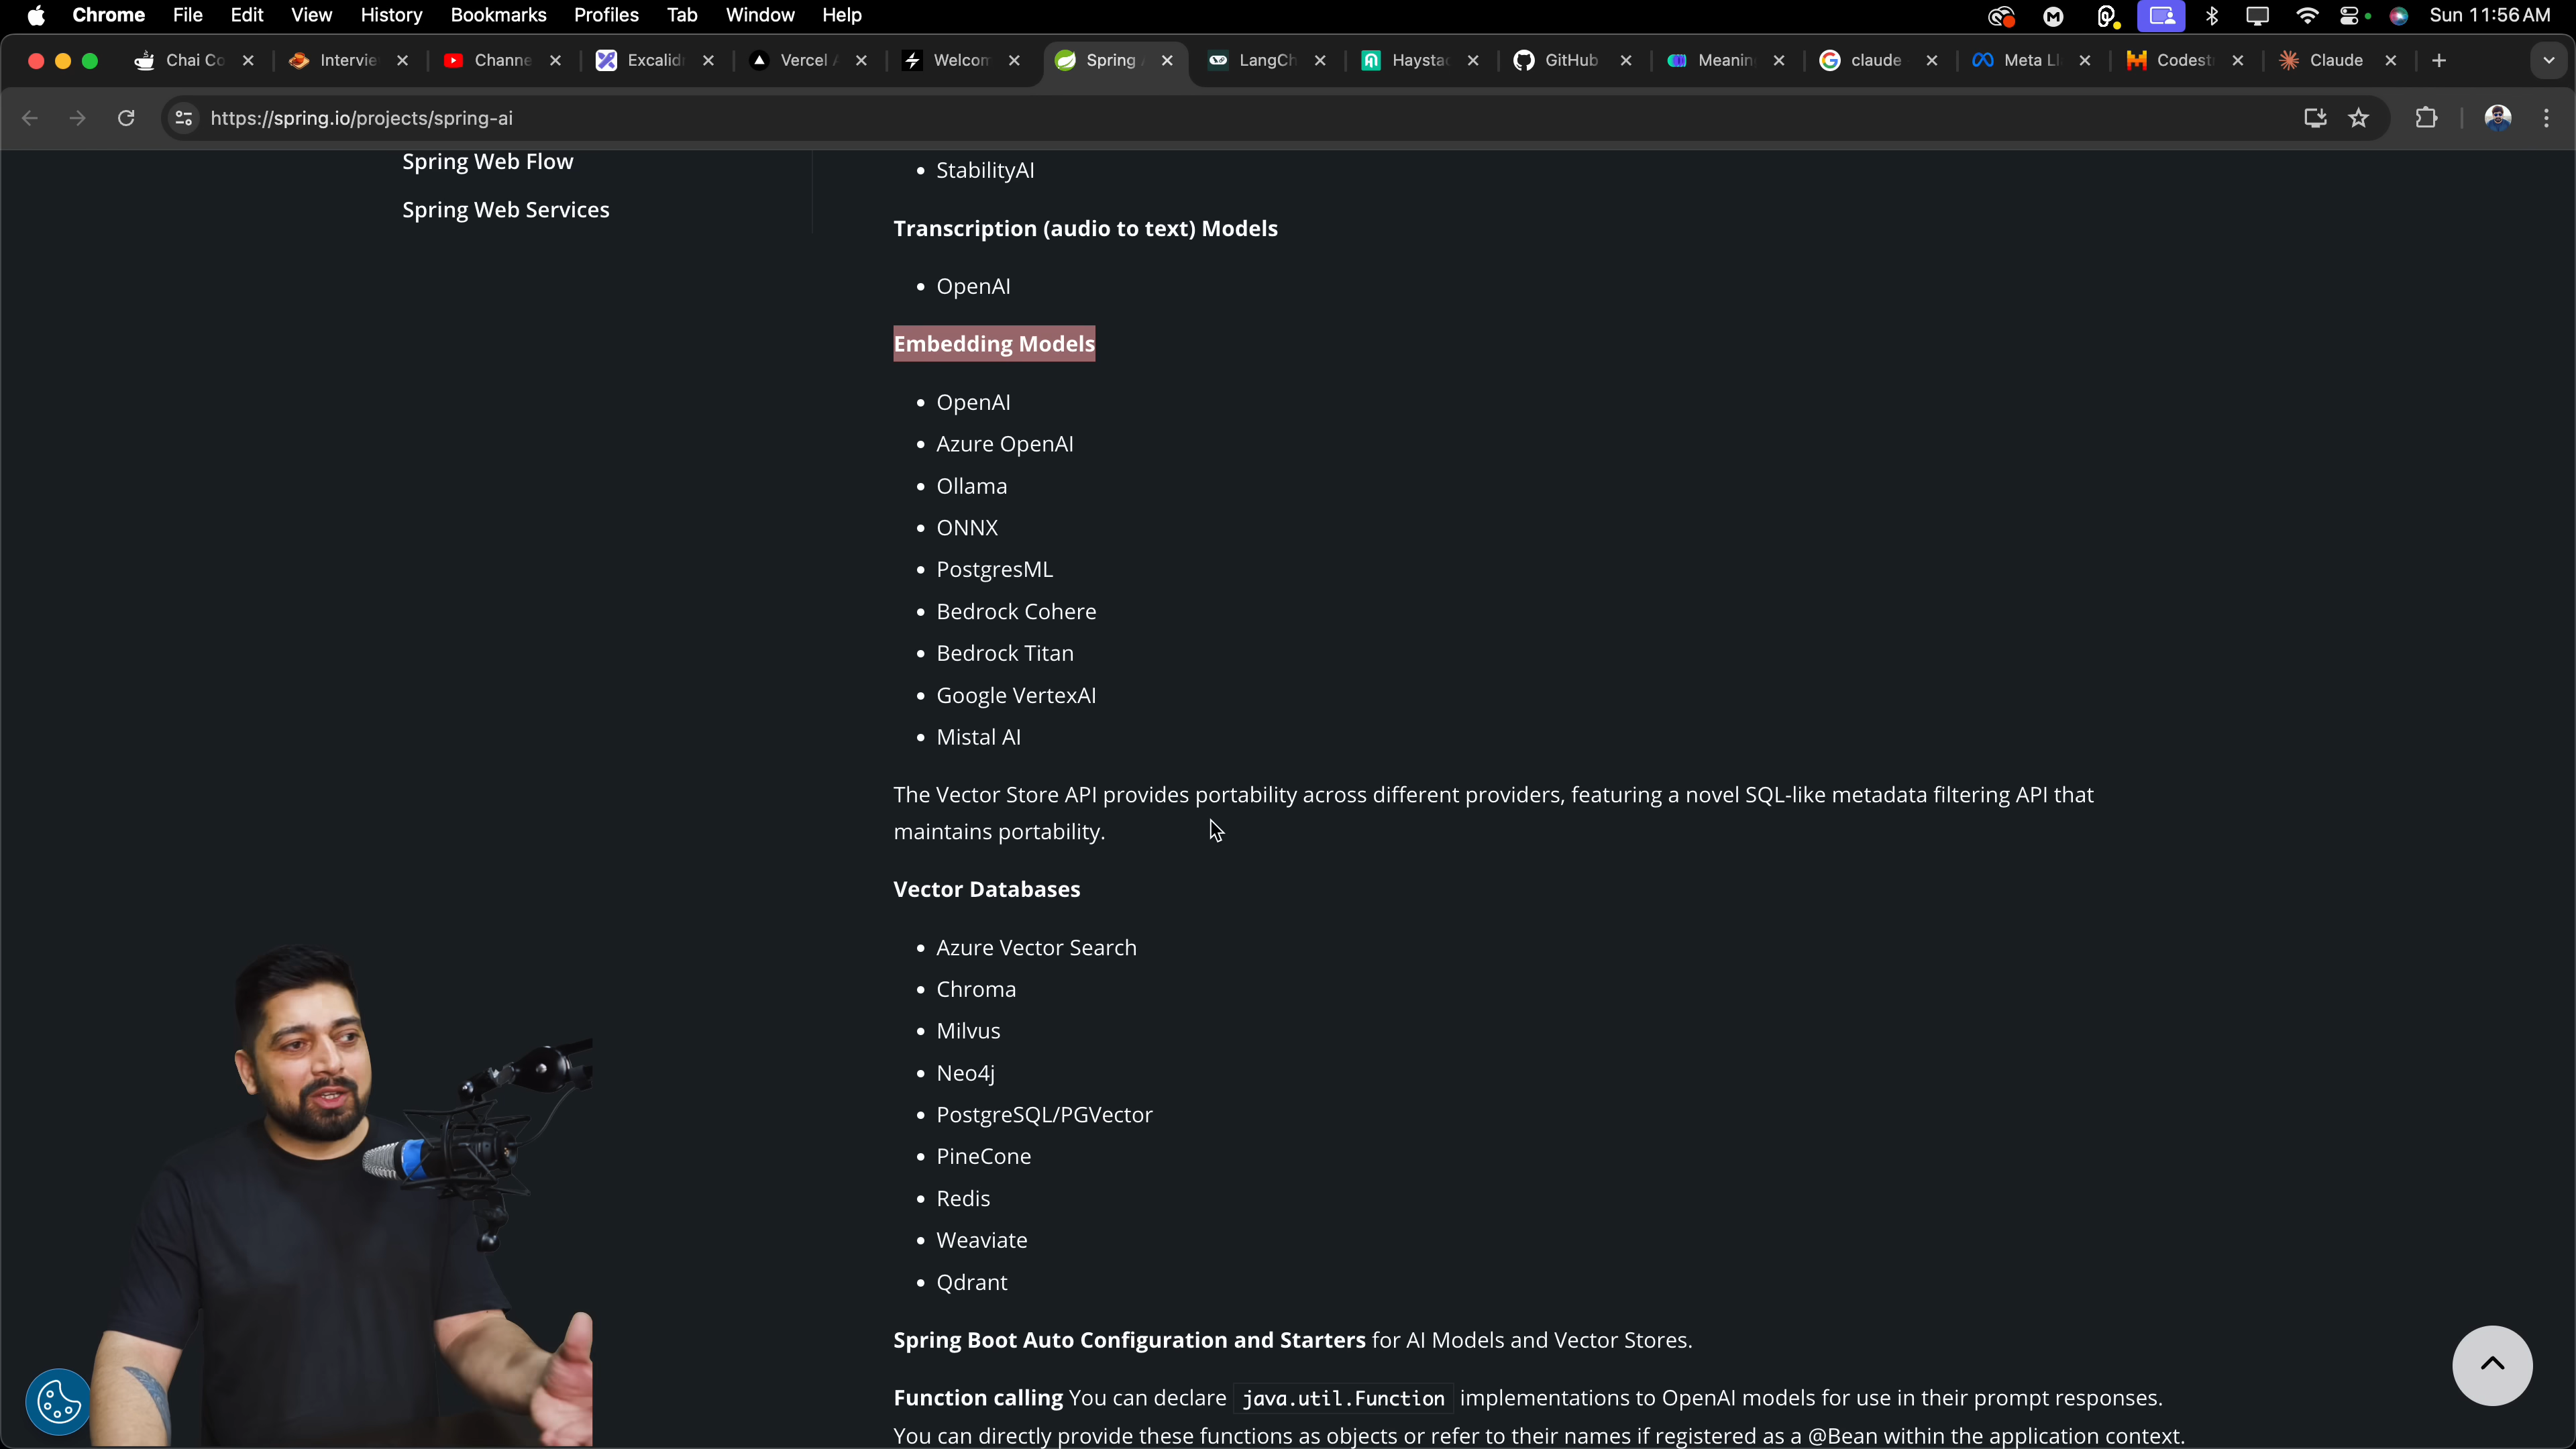 Chrome File Edit View History Bookmarks Profiles Tab Window Help Sun 11:56 AM
Chai Co Intervie Channe Excalid Vercel Welcom Spring LangCh Haystac GitHub Meanin claude Meta Ll Codest Claude
https://spring.io/projects/spring-ai
Spring Web Flow
Spring Web Services
• StabilityAI
Transcription (audio to text) Models
• OpenAI
Embedding Models
• OpenAI
• Azure OpenAI
• Ollama
• ONNX
• PostgresML
• Bedrock Cohere
• Bedrock Titan
• Google VertexAI
• Mistal AI
The Vector Store API provides portability across different providers, featuring a novel SQL-like metadata filtering API that
maintains portability.
Vector Databases
• Azure Vector Search
• Chroma
• Milvus
• Neo4j
• PostgreSQL/PGVector
• PineCone
• Redis
• Weaviate
• Qdrant
Spring Boot Auto Configuration and Starters for AI Models and Vector Stores.
Function calling You can declare java.util.Function implementations to OpenAI models for use in their prompt responses.
You can directly provide these functions as objects or refer to their names if registered as a @Bean within the application context.